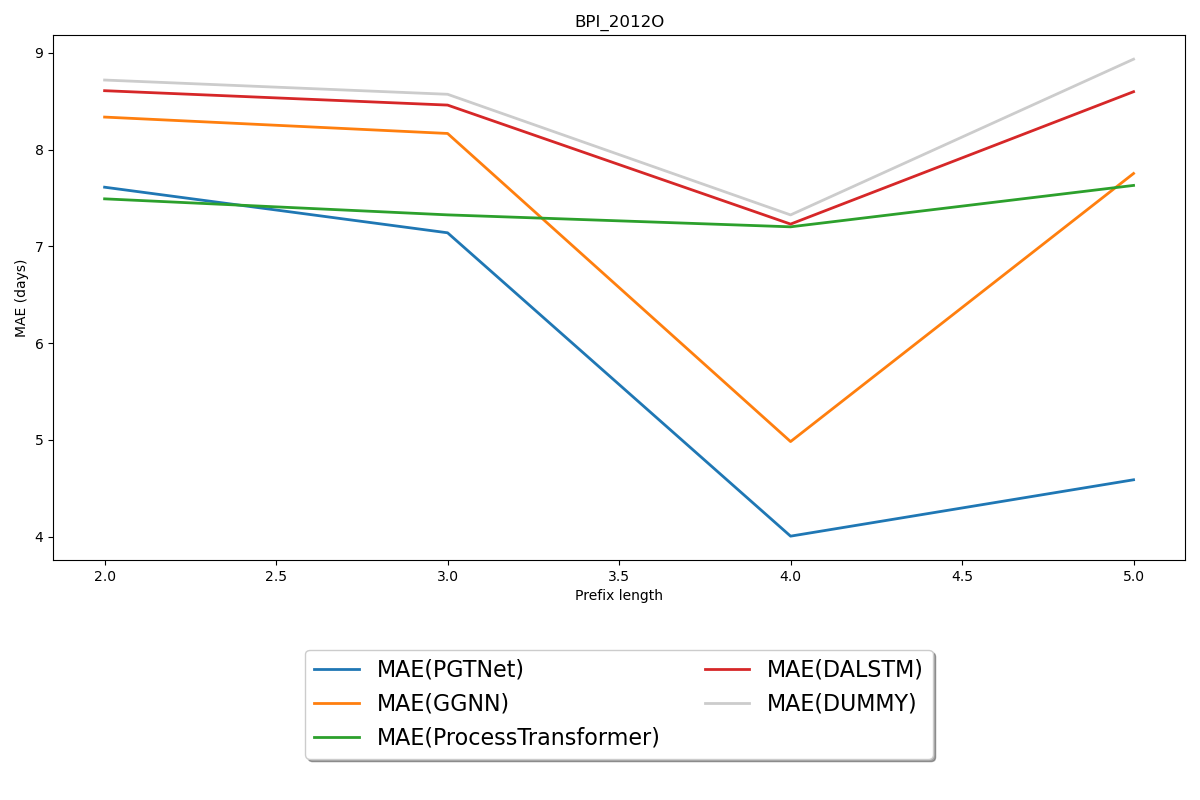 BPI_2012O
9
8
7
6
5
4
MAE (days)
2.0 2.5 3.0 3.5 4.0 4.5 5.0
Prefix length
MAE(PGTNet)
MAE(GGNN)
MAE(ProcessTransformer)
MAE(DALSTM)
MAE(DUMMY)